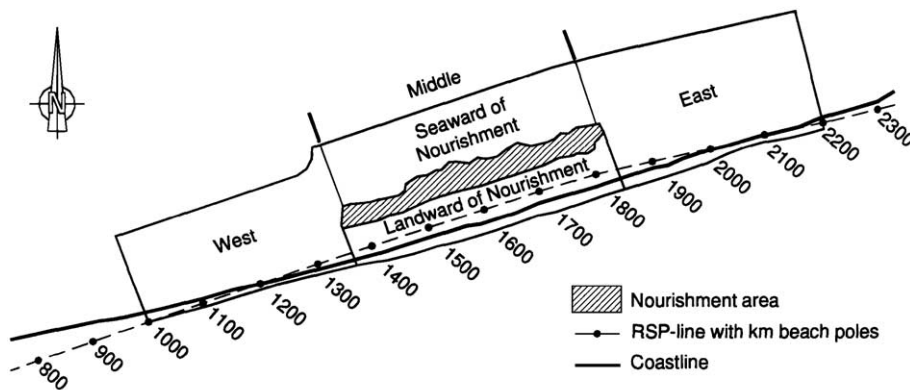 N
Middle
East
Seaward of
Nourishment
Landward of Nourishment
West
800
900
1000
1100
1200
1300
1400
1500
1600
1700
1800
1900
2000
2100
2200
2300
Nourishment area
RSP-line with km beach poles
Coastline